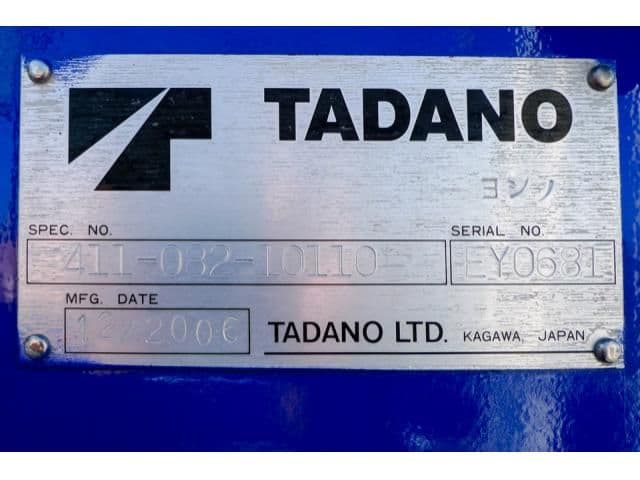 TADANO
ヨシノ
SPEC. NO.
SERIAL NO.
411-082-10110
EY0681
MFG. DATE
12/2006
TADANO LTD. KAGAWA, JAPAN